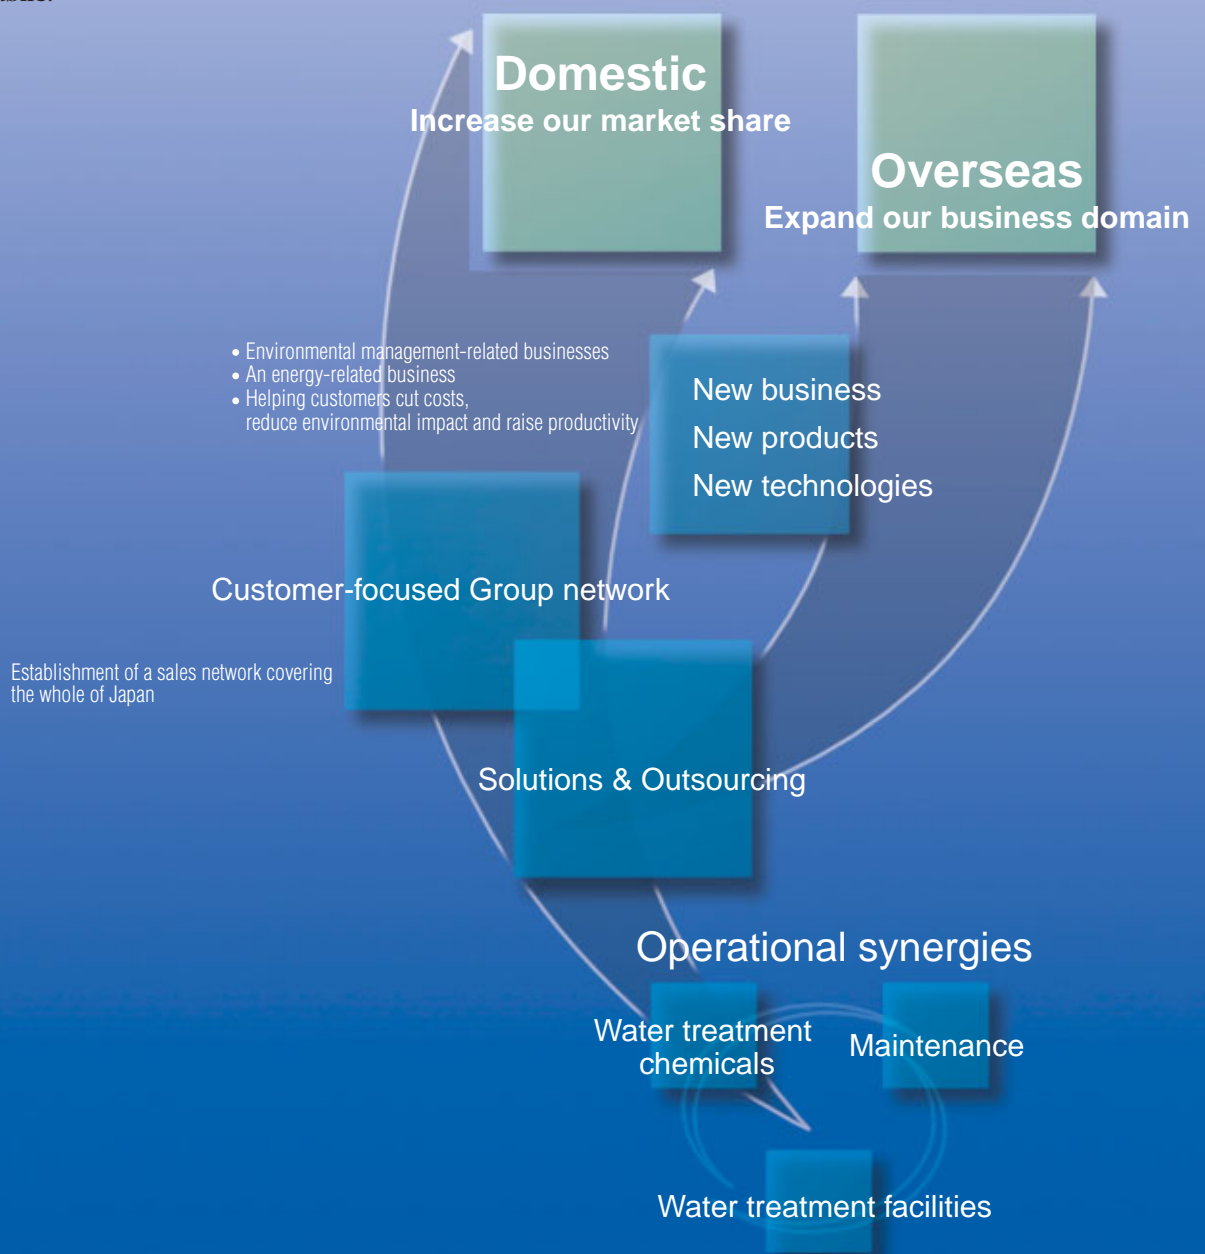 Domestic
Increase our market share
Overseas
Expand our business domain
• Environmental management-related businesses
• An energy-related business
• Helping customers cut costs,
reduce environmental impact and raise productivity
New business
New products
New technologies
Customer-focused Group network
Establishment of a sales network covering
the whole of Japan
Solutions & Outsourcing
Operational synergies
Water treatment
chemicals
Maintenance
Water treatment facilities